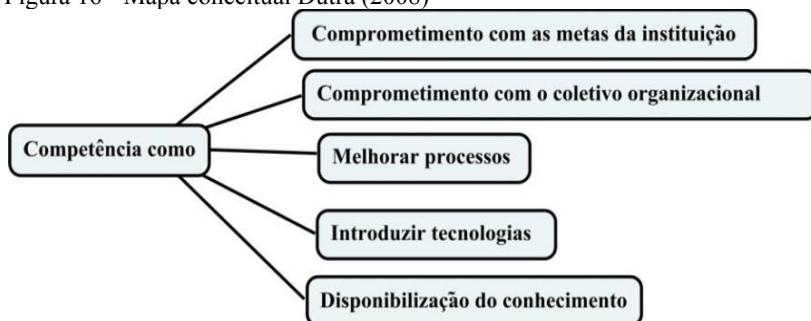 Figura 16 - Mapa conceitual Dutra (2008)
Comprometimento com as metas da instituição
Comprometimento com o coletivo organizacional
Competência como
Melhorar processos
Introduzir tecnologias
Disponibilização do conhecimento